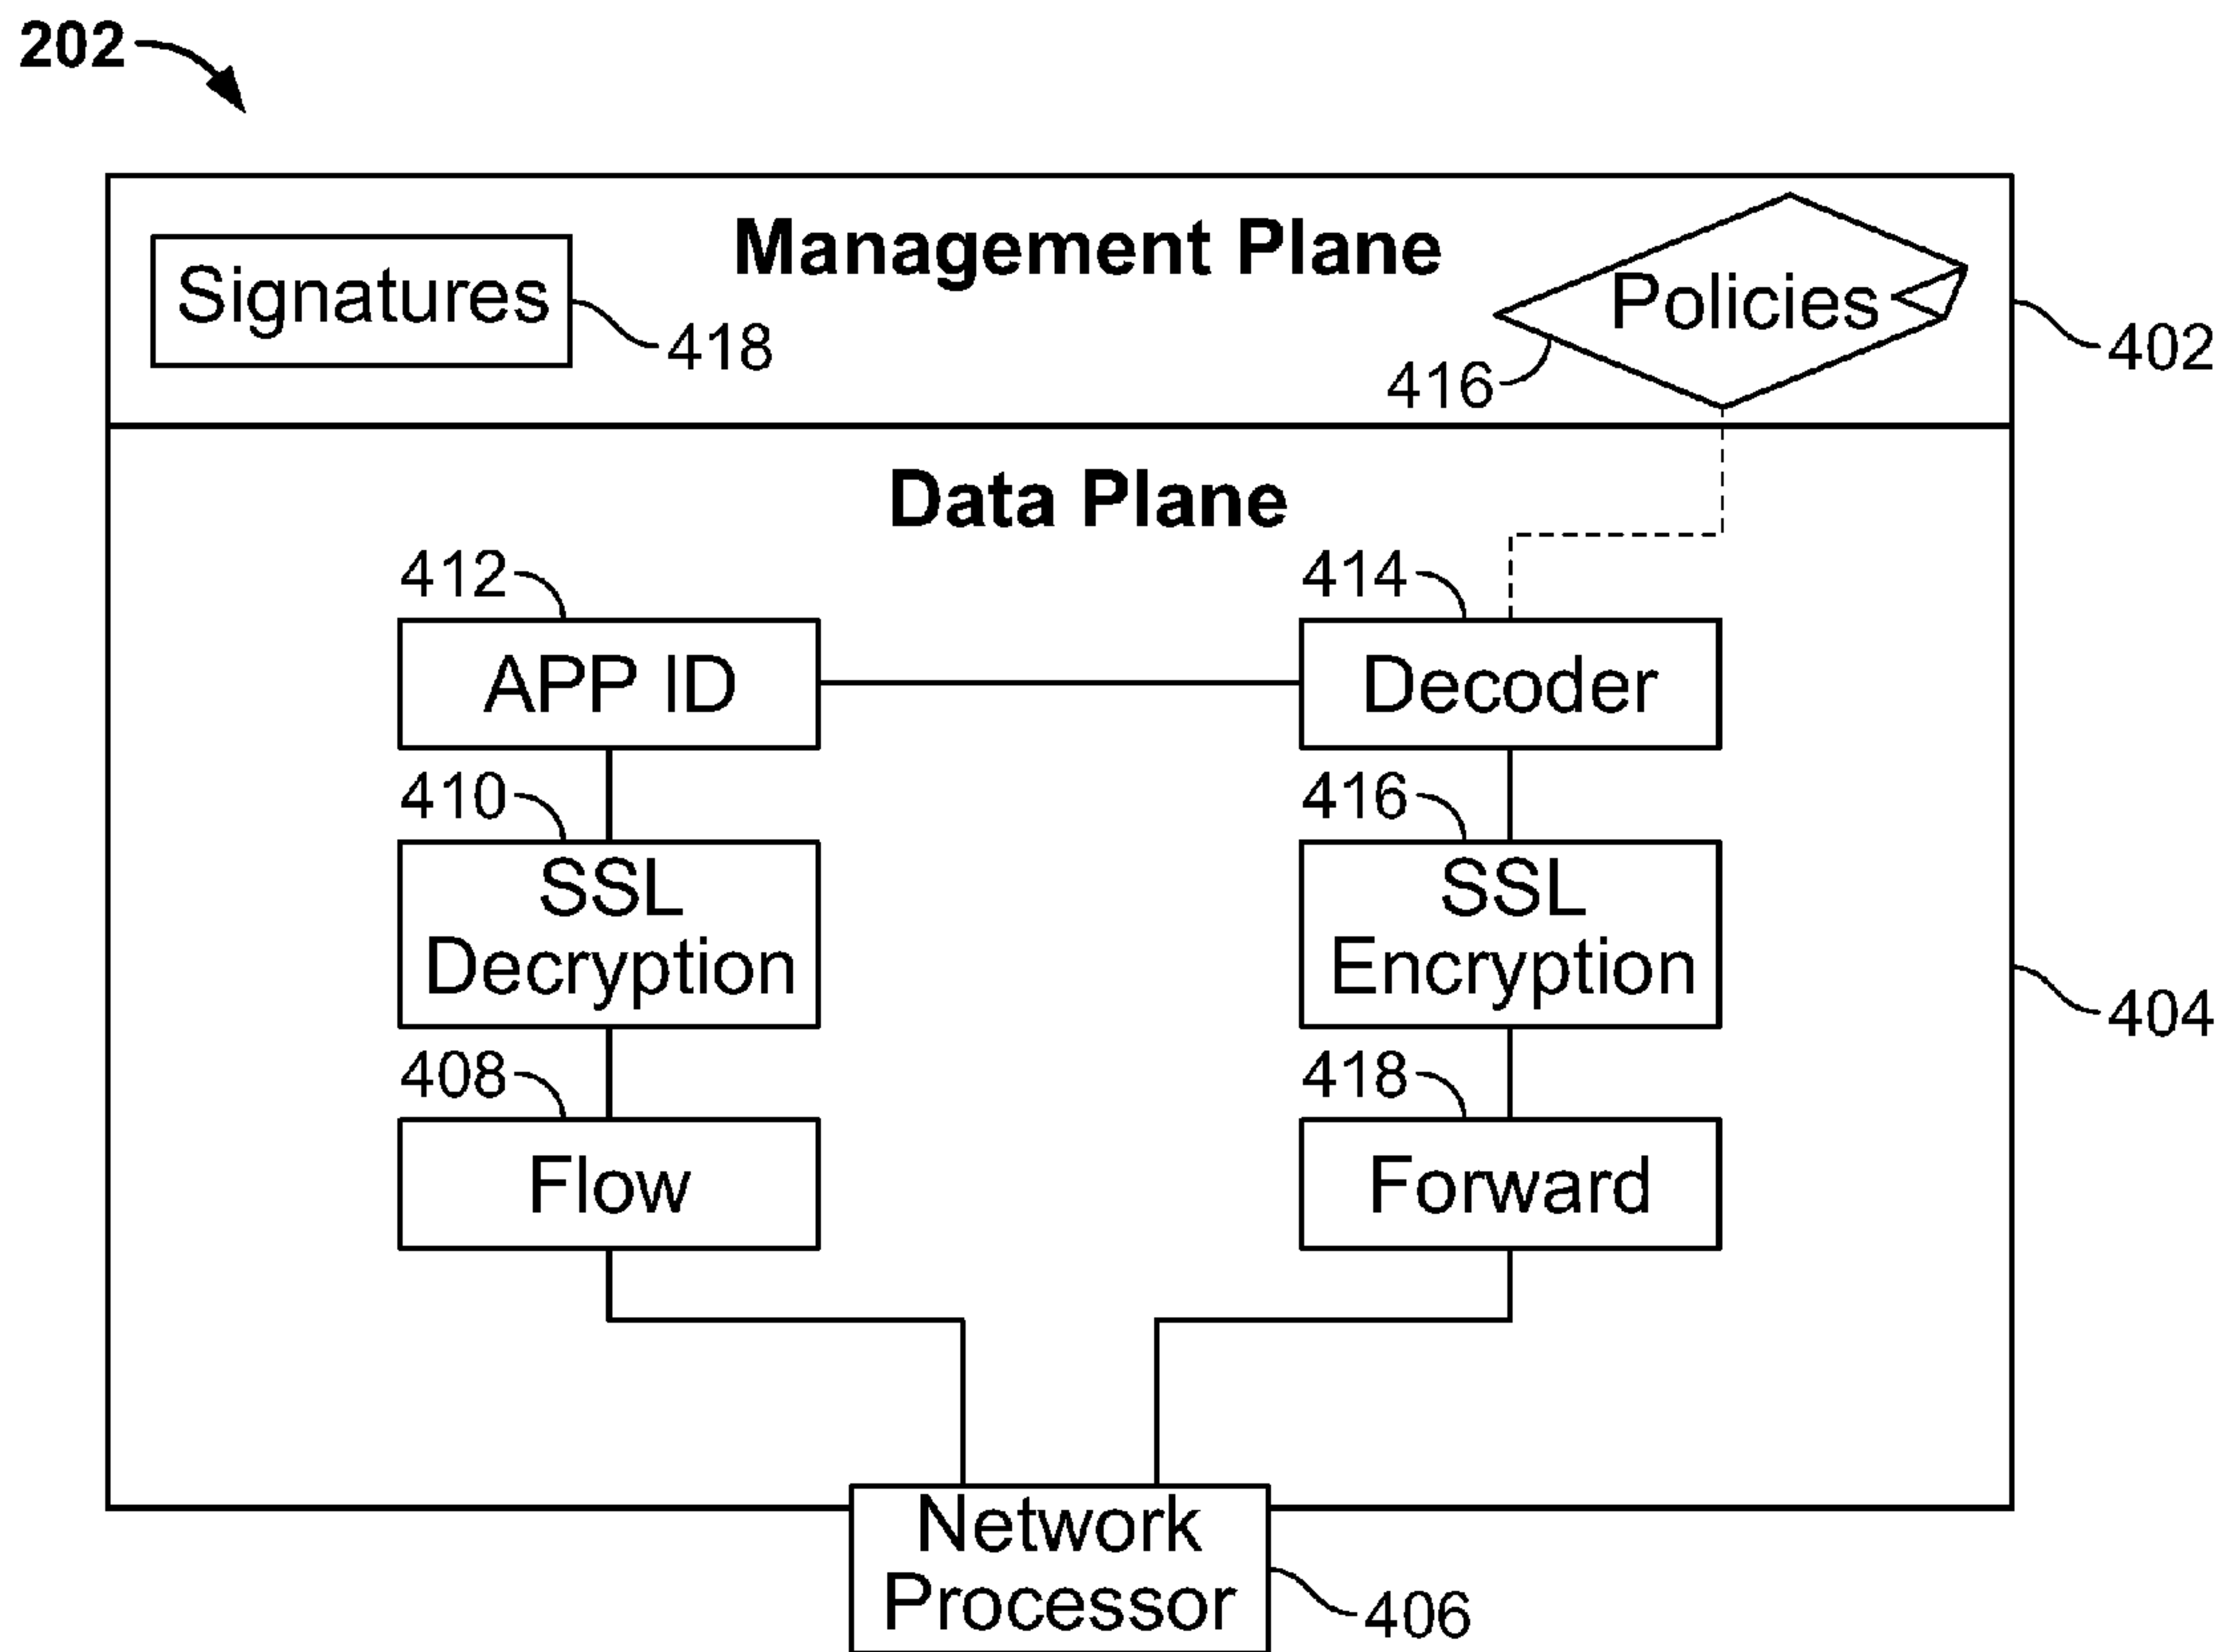 202
Management Plane
Signatures
418
Policies
416
402
Data Plane
412
APP ID
414
Decoder
410
SSL
Decryption
416
SSL
Encryption
404
408
Flow
418
Forward
Network
Processor
406